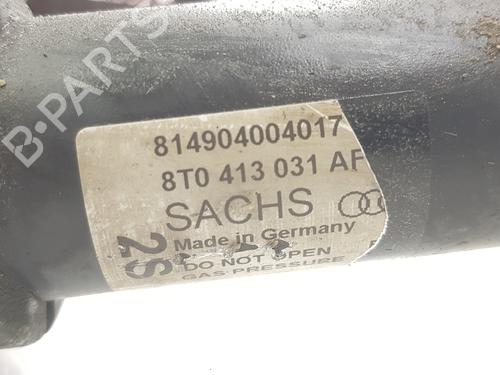 B-PARTS
814904004017
8T0 413 031 AF
SACHS
Made in Germany
DO NOT OPEN
GAS PRESSURE
2S